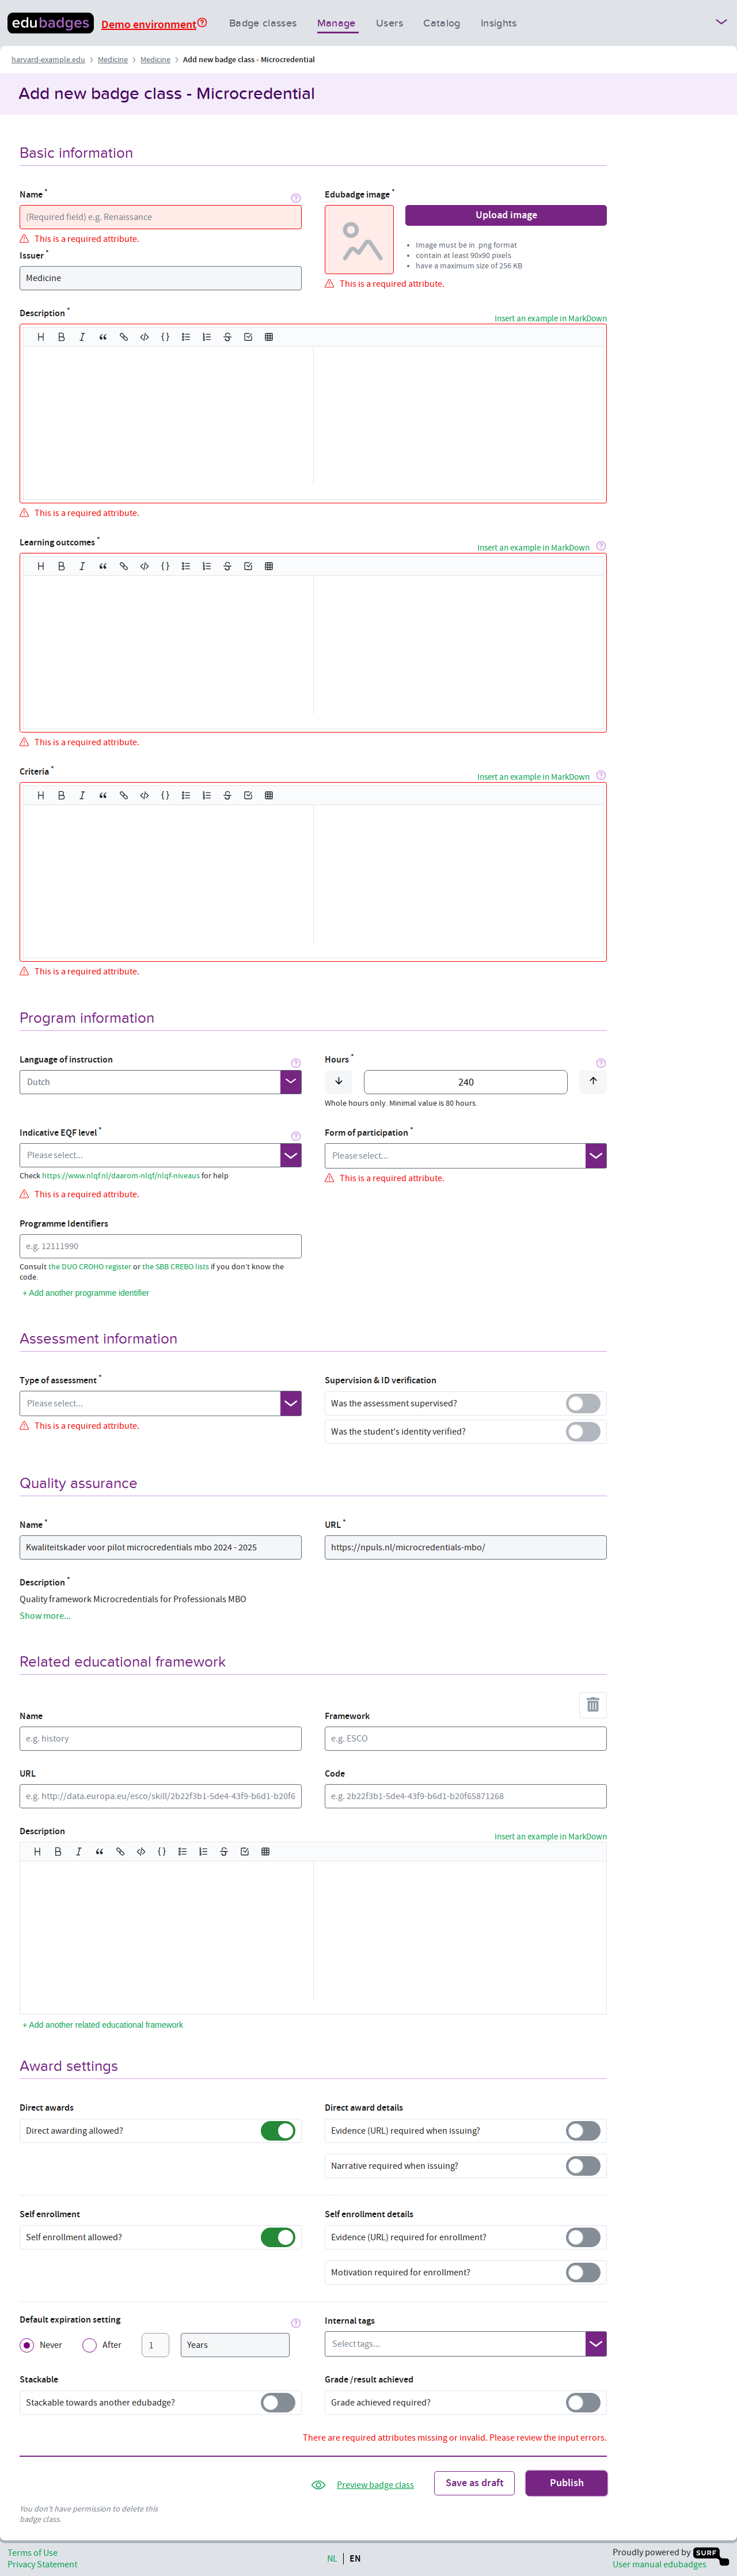 edubadges Demo environment Badge classes Manage Users Catalog Insights
harvard-example.edu > Medicine > Medicine > Add new badge class - Microcredential
Add new badge class - Microcredential
Basic information
Name *
(Required field) e.g. Renaissance
This is a required attribute.
Issuer *
Medicine
Edubadge image *
Upload image
• Image must be in .png format
• contain at least 90x90 pixels
• have a maximum size of 256 KB
This is a required attribute.
Description * Insert an example in MarkDown
This is a required attribute.
Learning outcomes * Insert an example in MarkDown
This is a required attribute.
Criteria * Insert an example in MarkDown
This is a required attribute.
Program information
Language of instruction
Dutch
Hours *
240
Whole hours only. Minimal value is 80 hours.
Indicative EQF level *
Please select...
Check https://www.nlqf.nl/daarom-nlqf/nlqf-niveaus for help
This is a required attribute.
Form of participation *
Please select...
This is a required attribute.
Programme Identifiers
e.g. 12111990
Consult the DUO CROHO register or the SBB CREBO lists if you don't know the
code.
+ Add another programme identifier
Assessment information
Type of assessment *
Please select...
This is a required attribute.
Supervision & ID verification
Was the assessment supervised?
Was the student's identity verified?
Quality assurance
Name *
Kwaliteitskader voor pilot microcredentials mbo 2024 - 2025
URL *
https://npuls.nl/microcredentials-mbo/
Description *
Quality framework Microcredentials for Professionals MBO
Show more...
Related educational framework
Name
e.g. history
Framework
e.g. ESCO
URL
e.g. http://data.europa.eu/esco/skill/2b22f3b1-5de4-43f9-b6d1-b20f6
Code
e.g. 2b22f3b1-5de4-43f9-b6d1-b20f65871268
Description Insert an example in MarkDown
+ Add another related educational framework
Award settings
Direct awards
Direct awarding allowed?
Direct award details
Evidence (URL) required when issuing?
Narrative required when issuing?
Self enrollment
Self enrollment allowed?
Self enrollment details
Evidence (URL) required for enrollment?
Motivation required for enrollment?
Default expiration setting
Never After 1 Years
Internal tags
Select tags...
Stackable
Stackable towards another edubadge?
Grade /result achieved
Grade achieved required?
There are required attributes missing or invalid. Please review the input errors.
Preview badge class Save as draft Publish
You don't have permission to delete this
badge class.
Terms of Use
Privacy Statement
NL | EN
Proudly powered by SURF
User manual edubadges